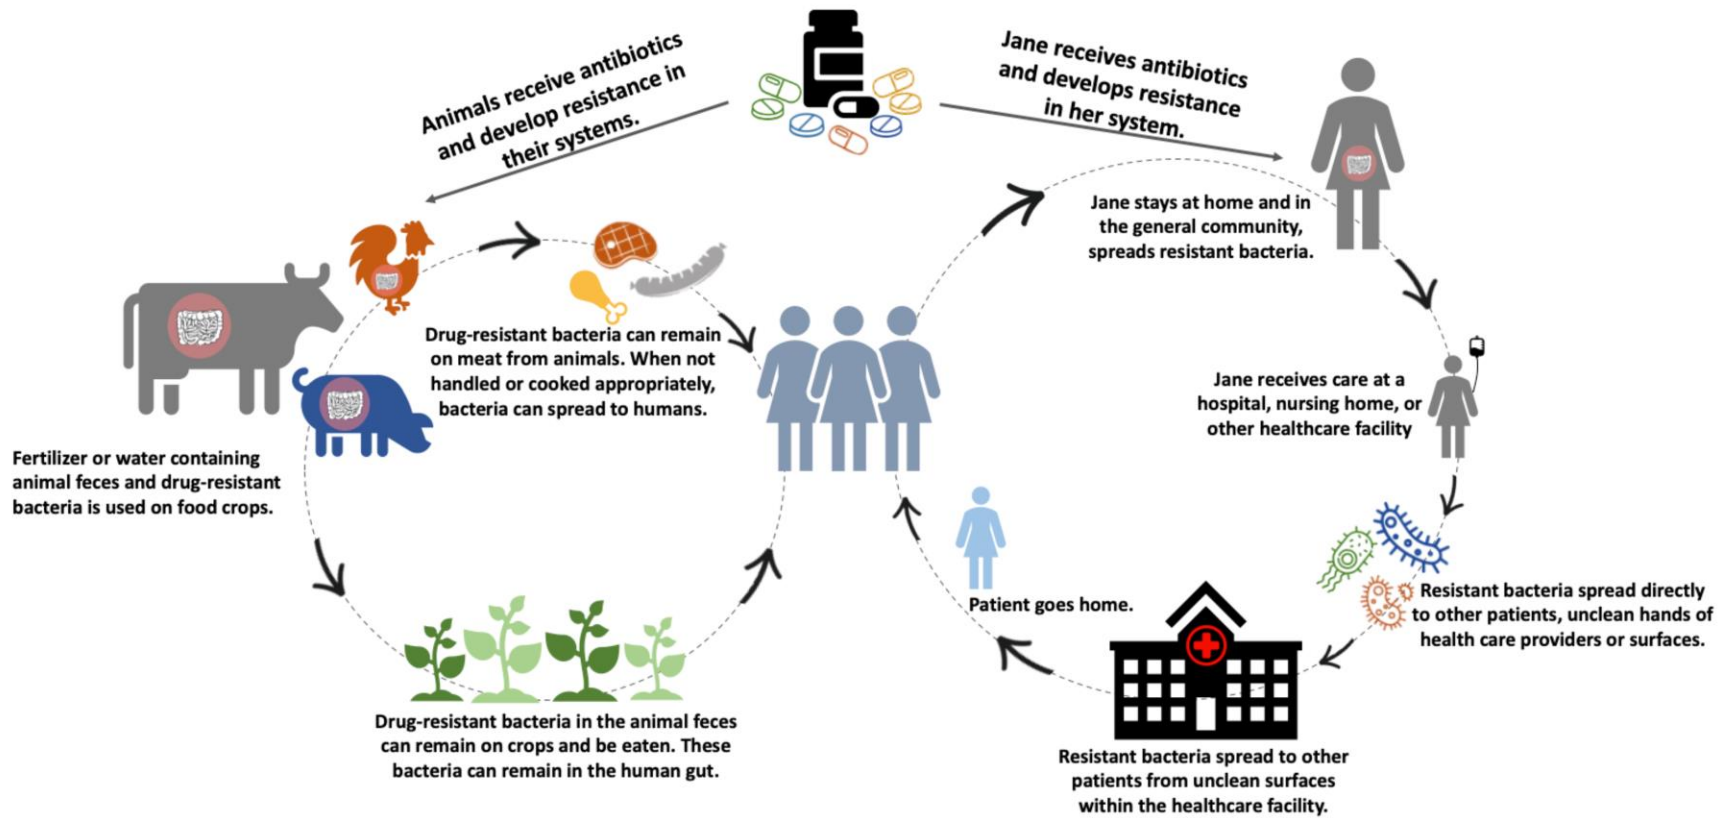 Animals receive antibiotics
and develop resistance in
their systems.
Jane receives antibiotics
and develops resistance
in her system.
Jane stays at home and in
the general community,
spreads resistant bacteria.
Drug-resistant bacteria can remain
on meat from animals. When not
handled or cooked appropriately,
bacteria can spread to humans.
Jane receives care at a
hospital, nursing home, or
other healthcare facility
Fertilizer or water containing
animal feces and drug-resistant
bacteria is used on food crops.
Resistant bacteria spread directly
to other patients, unclean hands of
health care providers or surfaces.
Patient goes home.
Drug-resistant bacteria in the animal feces
can remain on crops and be eaten. These
bacteria can remain in the human gut.
Resistant bacteria spread to other
patients from unclean surfaces
within the healthcare facility.